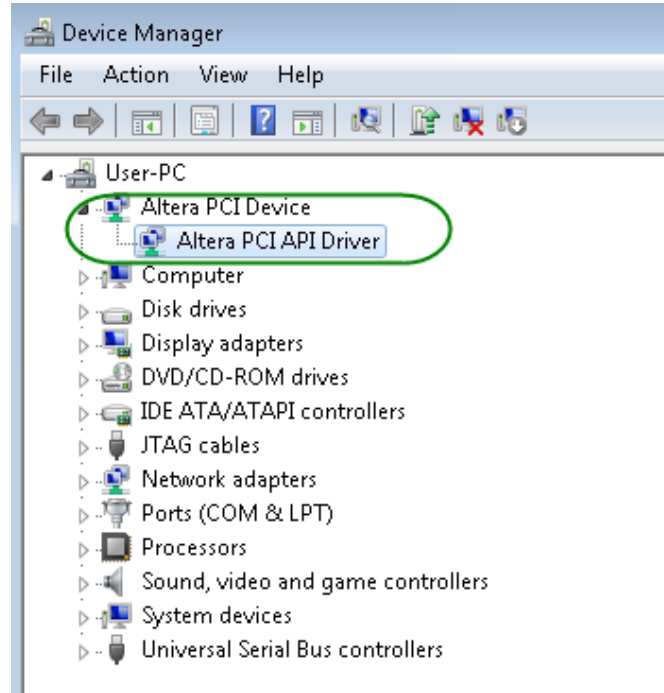 Device Manager
File Action View Help
User-PC
Altera PCI Device
Altera PCI API Driver
Computer
Disk drives
Display adapters
DVD/CD-ROM drives
IDE ATA/ATAPI controllers
JTAG cables
Network adapters
Ports (COM & LPT)
Processors
Sound, video and game controllers
System devices
Universal Serial Bus controllers